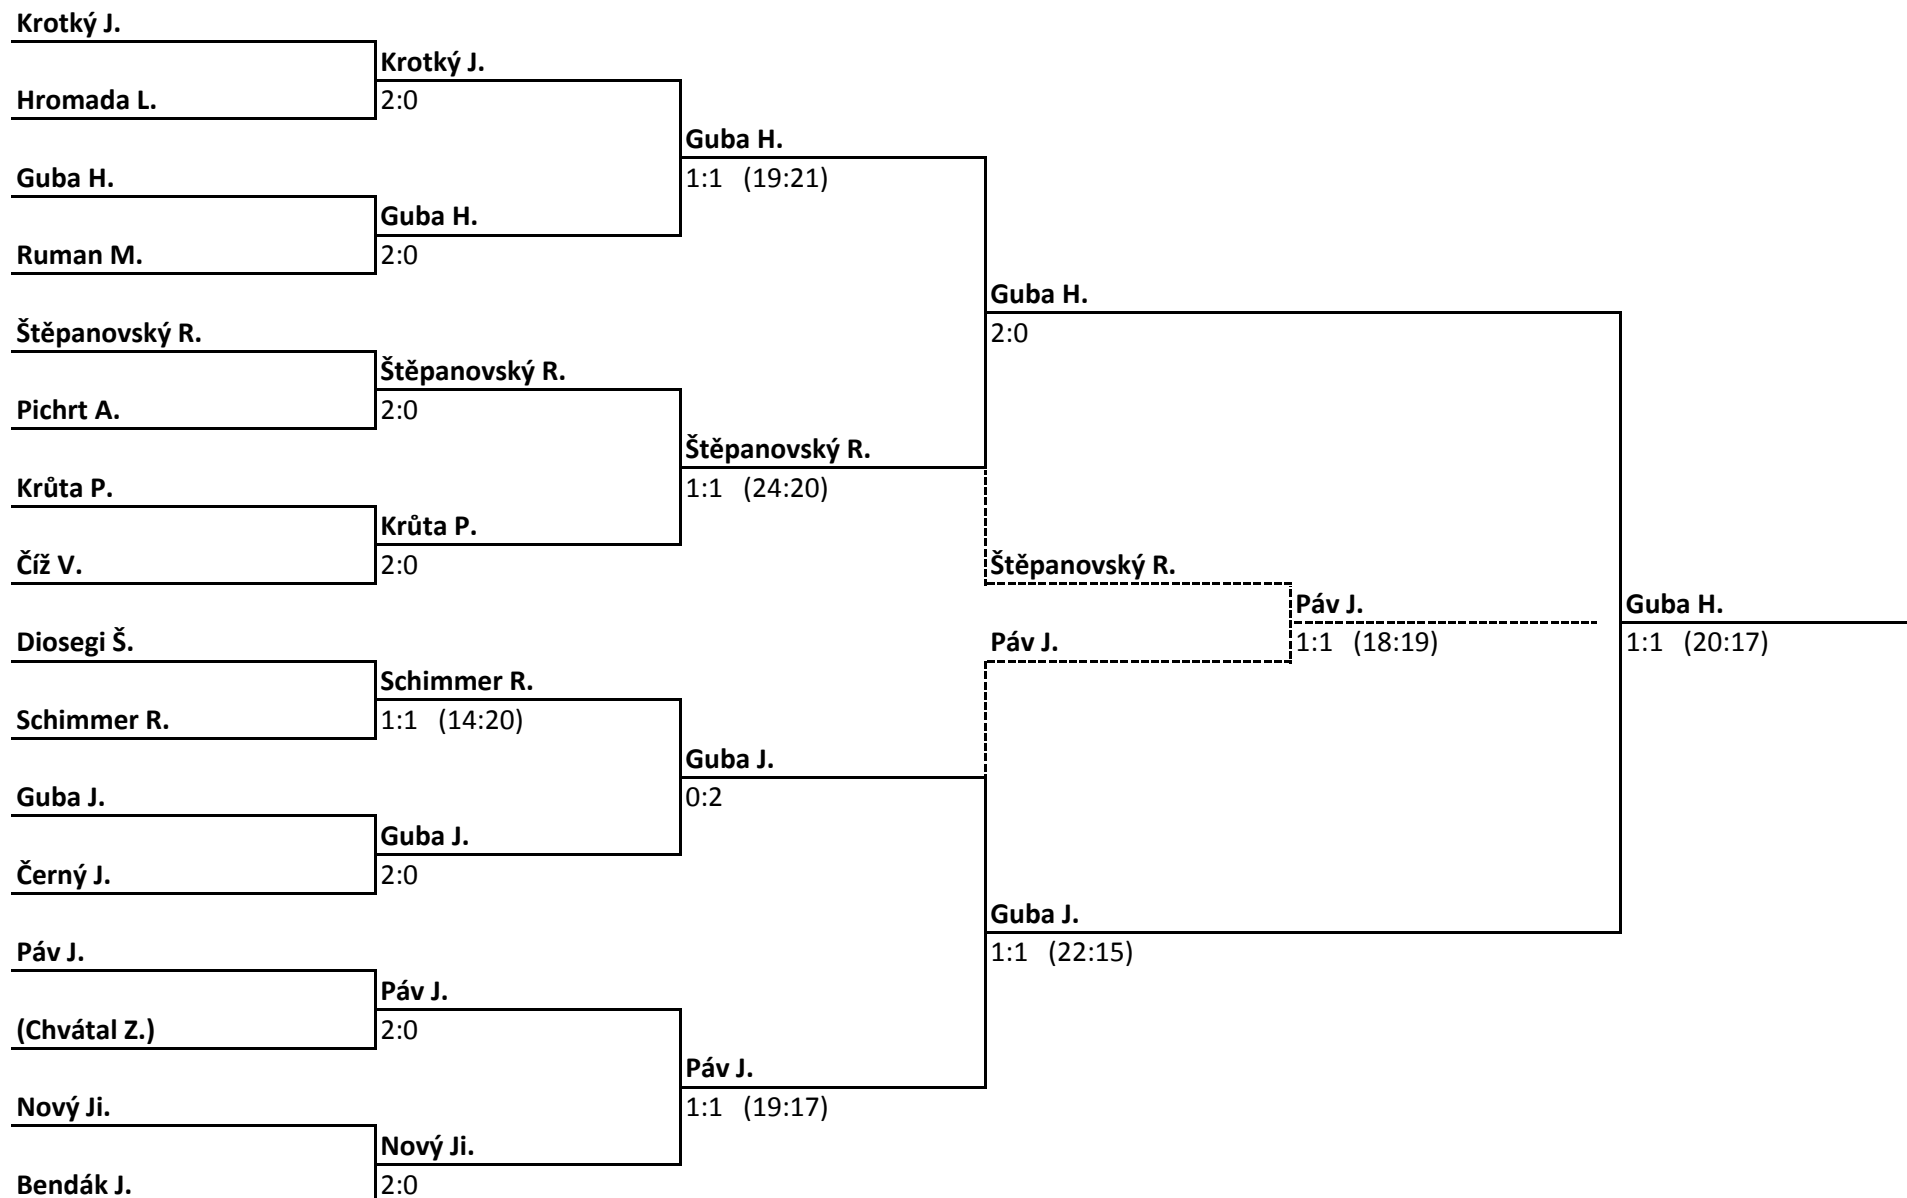 Krotký J.
Krotký J.
Hromada L.
2:0
Guba H.
Guba H.
1:1 (19:21)
Guba H.
Ruman M.
2:0
Guba H.
Štěpanovský R.
2:0
Štěpanovský R.
Pichrt A.
2:0
Štěpanovský R.
Krůta P.
1:1 (24:20)
Krůta P.
Číž V.
2:0
Štěpanovský R.
Páv J.
Guba H.
Diosegi Š.
Páv J.
1:1 (18:19)
1:1 (20:17)
Schimmer R.
Schimmer R.
1:1 (14:20)
Guba J.
Guba J.
0:2
Guba J.
Černý J.
2:0
Guba J.
Páv J.
1:1 (22:15)
Páv J.
(Chvátal Z.)
2:0
Páv J.
Nový Ji.
1:1 (19:17)
Nový Ji.
Bendák J.
2:0